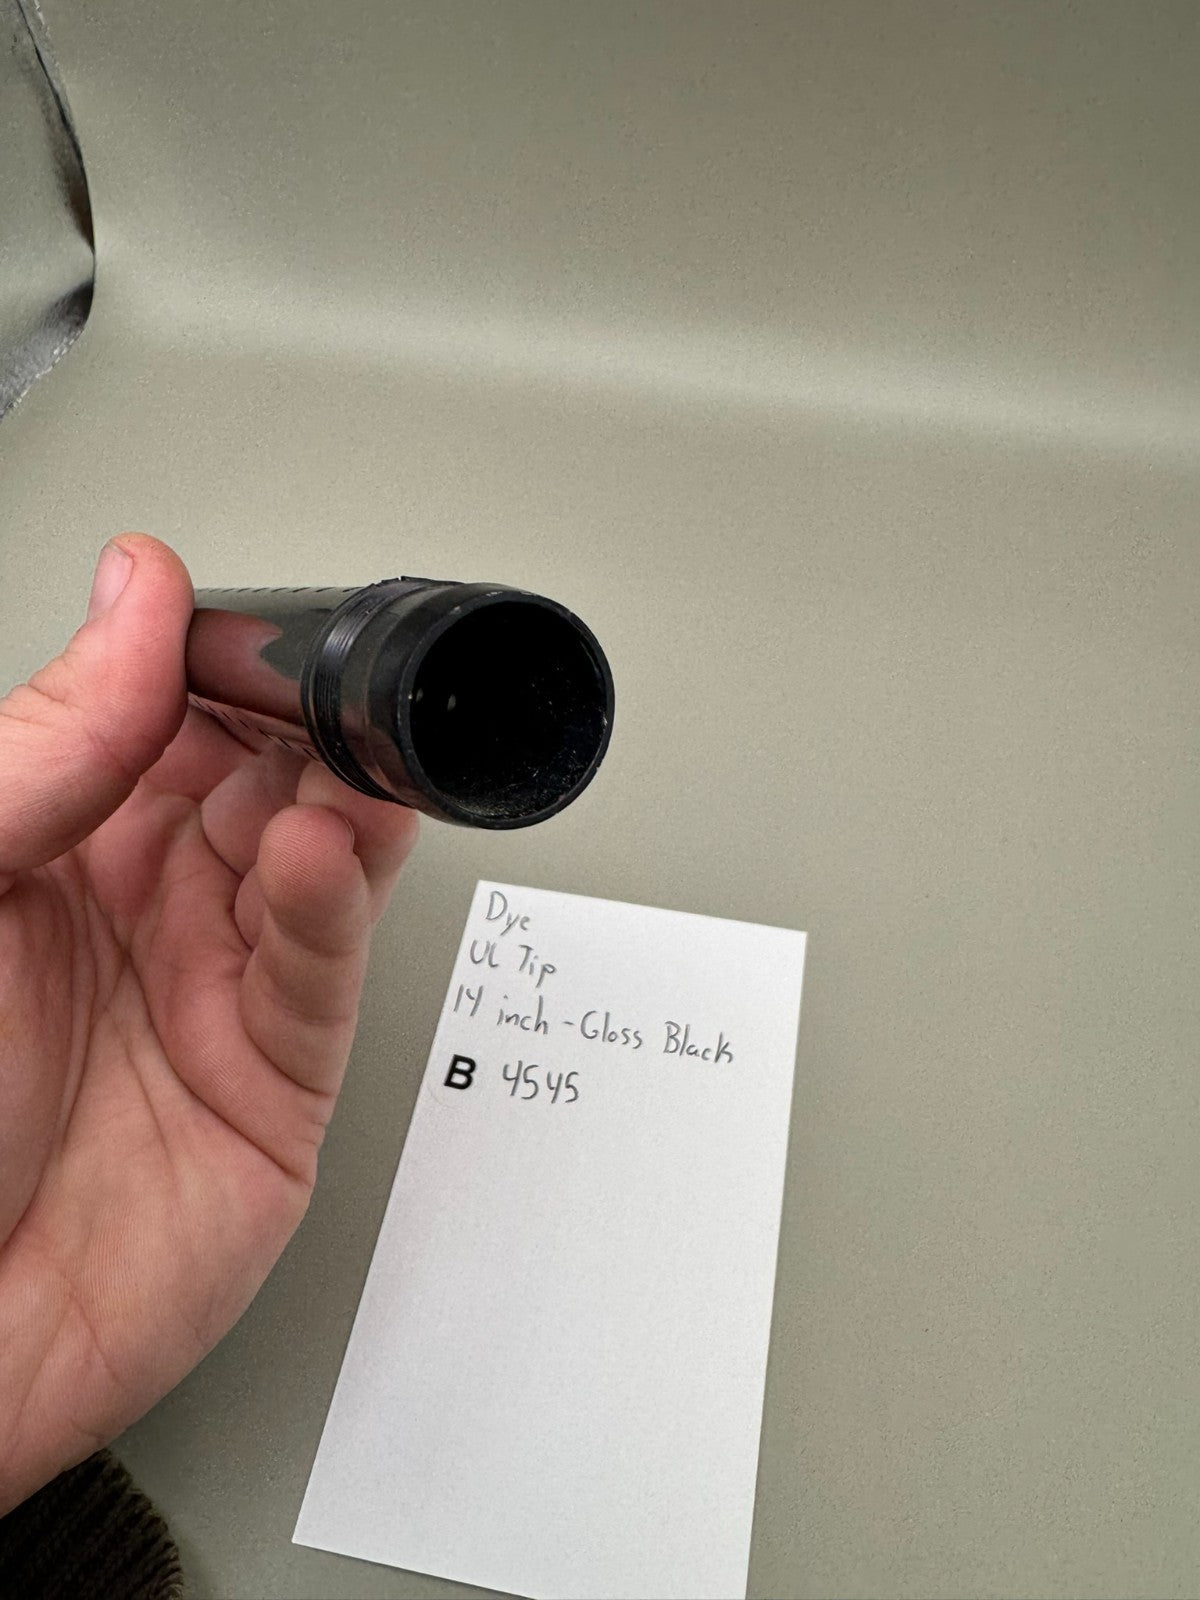 Dye
UL Tip
14 inch - Gloss Black
B 4545